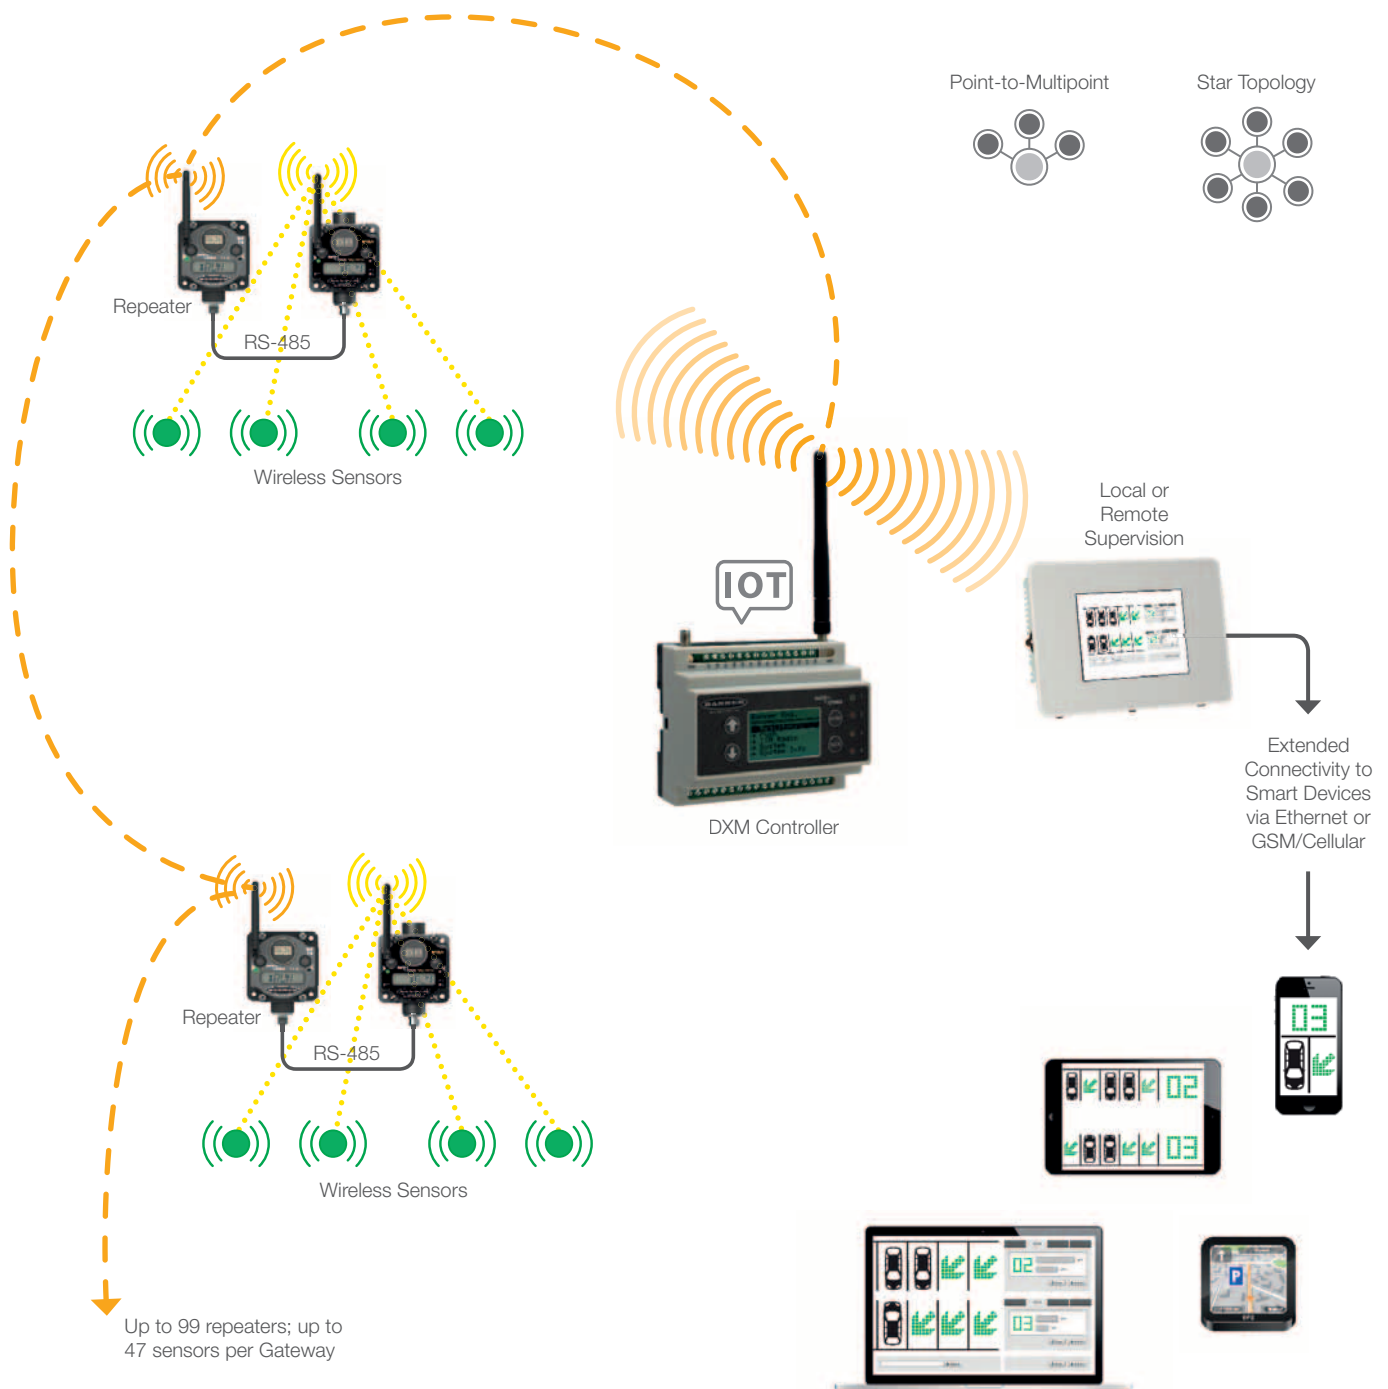 Point-to-Multipoint
Star Topology
Repeater
RS-485
Wireless Sensors
Local or
Remote
Supervision
IOT
DXM Controller
Extended
Connectivity to
Smart Devices
via Ethernet or
GSM/Cellular
Repeater
RS-485
Wireless Sensors
03
02
03
02
03
P
Up to 99 repeaters; up to
47 sensors per Gateway